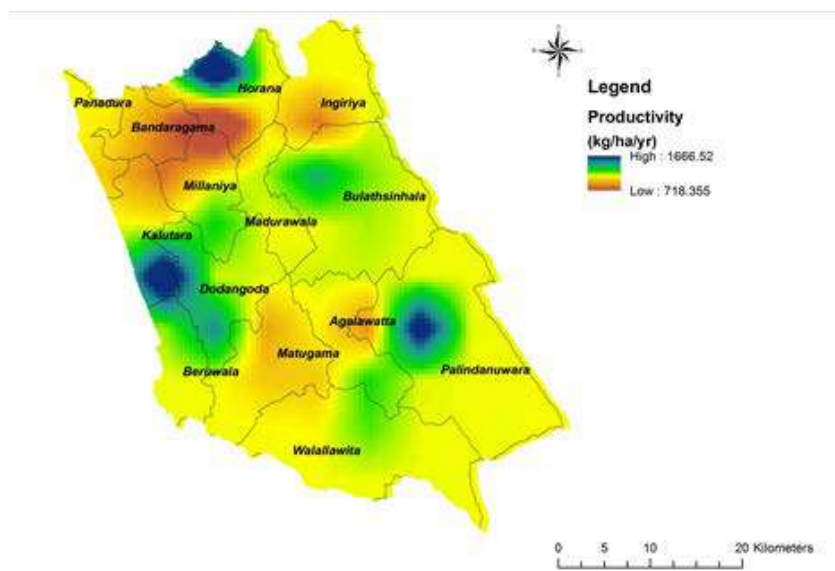 Legend
Productivity
(kg/ha/yr)
High : 1666.52
Low : 718.355
Horana
Panadura
Ingiriya
Bandaragama
Millaniya
Bulathsinhala
Madurawala
Kalutara
Dodangoda
Agalawatta
Matugama
Beruwala
Palindanuwara
Walallawita
0 5 10 20 Kilometers